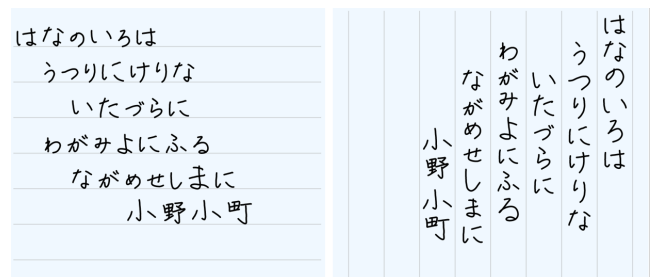 はなのいろは
うつりにけりな
いたづらに
わがみよにふる
ながめせしまに
小野小町
はなのいろは
うつりにけりな
いたづらに
わがみよにふる
ながめせしまに
小野小町